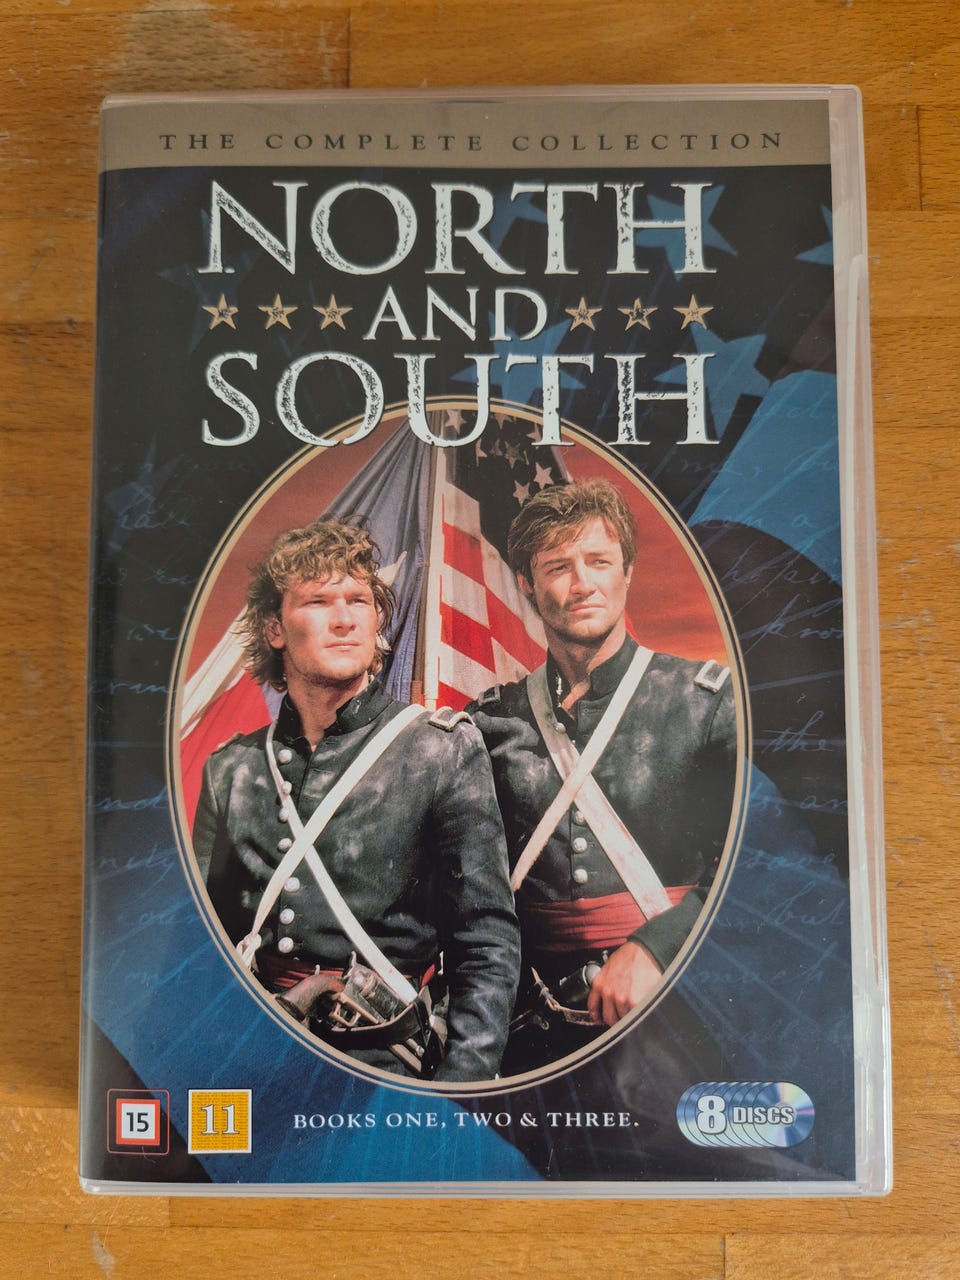 THE COMPLETE COLLECTION
NORTH
AND
SOUTH
15
11
BOOKS ONE, TWO & THREE.
8 DISCS